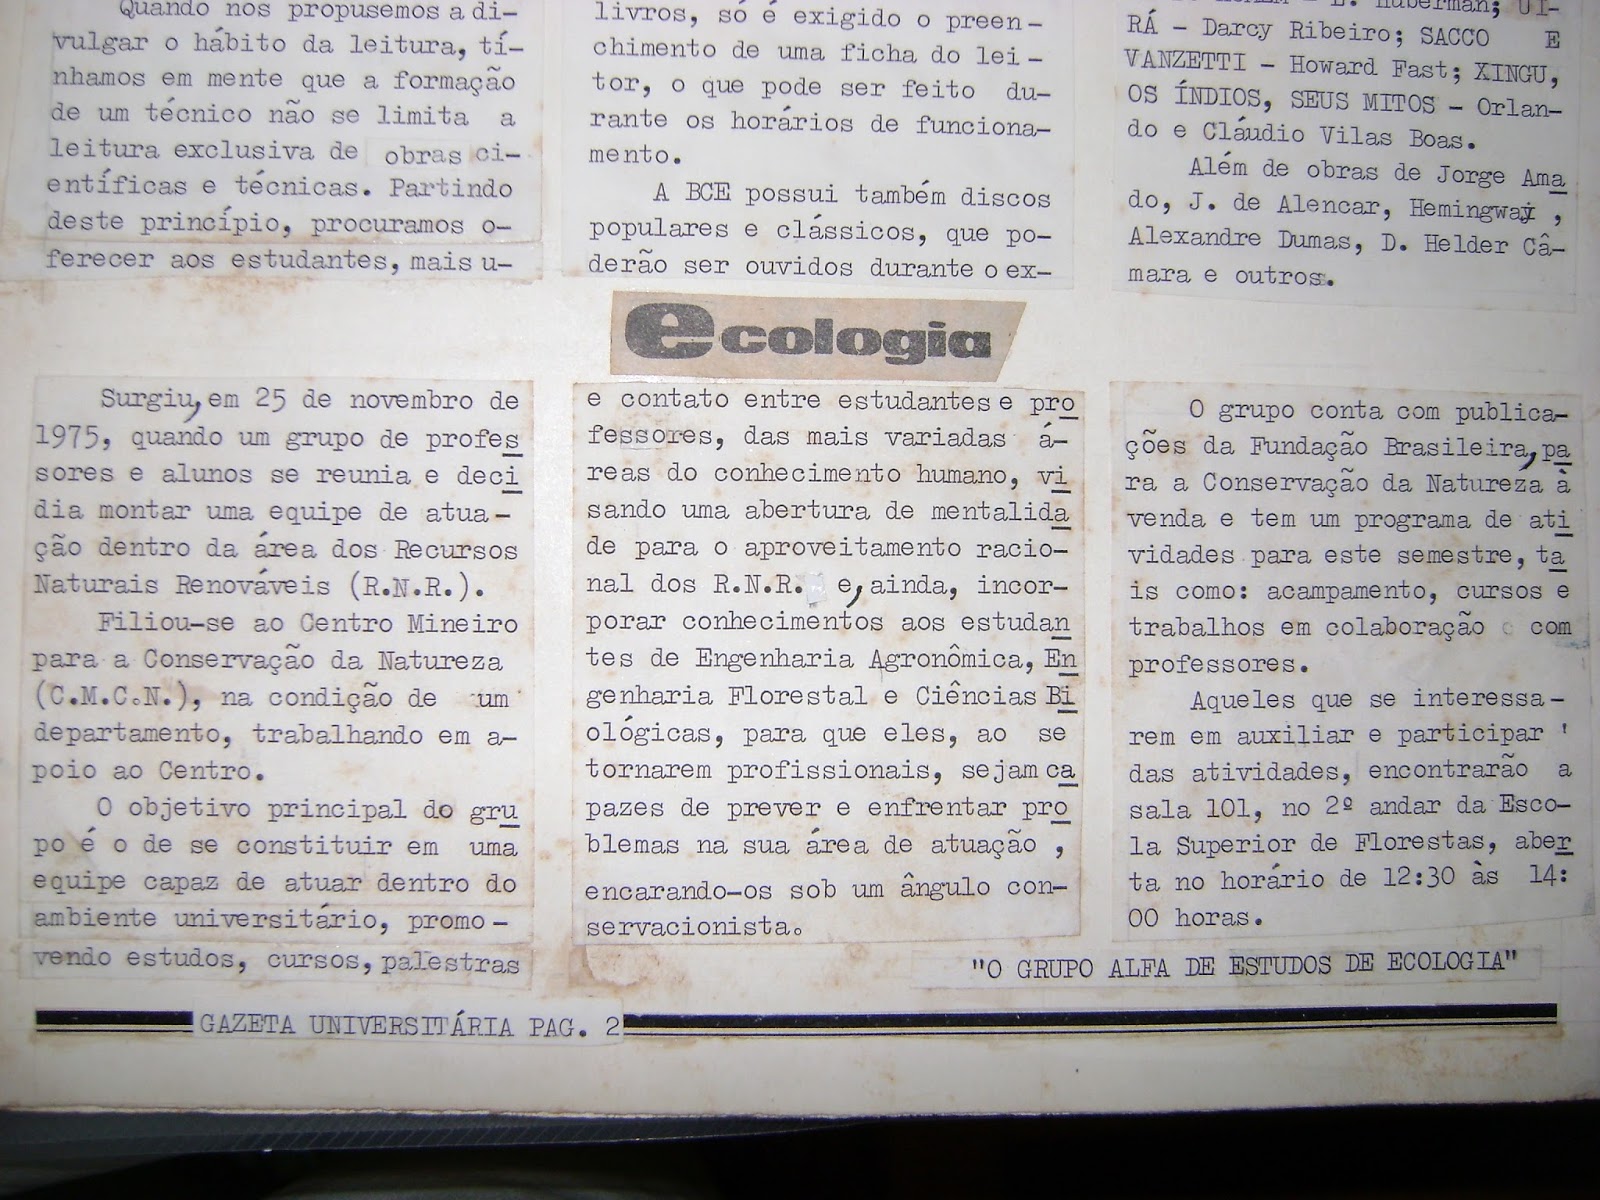 Quando nos propusemos a di-
vulgar o hábito da leitura, tí-
nhamos em mente que a formação
de um técnico não se limita a
leitura exclusiva de obras ci-
entíficas e técnicas. Partindo
deste princípio, procuramos o-
ferecer aos estudantes, mais u-
livros, só é exigido o preen-
chimento de uma ficha do lei-
tor, o que pode ser feito du-
rante os horários de funciona-
mento.
A BCE possui também discos
populares e clássicos, que po-
derão ser ouvidos durante o ex-
Huberman; UI-
RÁ - Darcy Ribeiro; SACCO E
VANZETTI - Howard Fast; XINGU,
OS ÍNDIOS, SEUS MITOS - Orlan-
do e Cláudio Vilas Boas.
Além de obras de Jorge Ama
do, J. de Alencar, Hemingway ,
Alexandre Dumas, D. Helder Câ-
mara e outros.
ecologia
Surgiu, em 25 de novembro de
1975, quando um grupo de profes
sores e alunos se reunia e deci
dia montar uma equipe de atua-
ção dentro da área dos Recursos
Naturais Renováveis (R.N.R.).
Filiou-se ao Centro Mineiro
para a Conservação da Natureza
(C.M.C.N.), na condição de um
departamento, trabalhando em a-
poio ao Centro.
O objetivo principal do gru
po é o de se constituir em uma
equipe capaz de atuar dentro do
ambiente universitário, promo-
vendo estudos, cursos, palestras
e contato entre estudantes e pro
fessores, das mais variadas á-
reas do conhecimento humano, vi
sando uma abertura de mentalida
de para o aproveitamento racio-
nal dos R.N.R. e, ainda, incor-
porar conhecimentos aos estudan
tes de Engenharia Agronômica, En
genharia Florestal e Ciências Bi
ológicas, para que eles, ao se
tornarem profissionais, sejam ca
pazes de prever e enfrentar pro
blemas na sua área de atuação ,
encarando-os sob um ângulo con-
servacionista.
O grupo conta com publica-
ções da Fundação Brasileira, pa
ra a Conservação da Natureza à
venda e tem um programa de ati
vidades para este semestre, ta
is como: acampamento, cursos e
trabalhos em colaboração com
professores.
Aqueles que se interessa-
rem em auxiliar e participar '
das atividades, encontrarão a
sala 101, no 2º andar da Esco-
la Superior de Florestas, aber
ta no horário de 12:30 às 14:
00 horas.
"O GRUPO ALFA DE ESTUDOS DE ECOLOGIA"
GAZETA UNIVERSITÁRIA PAG. 2